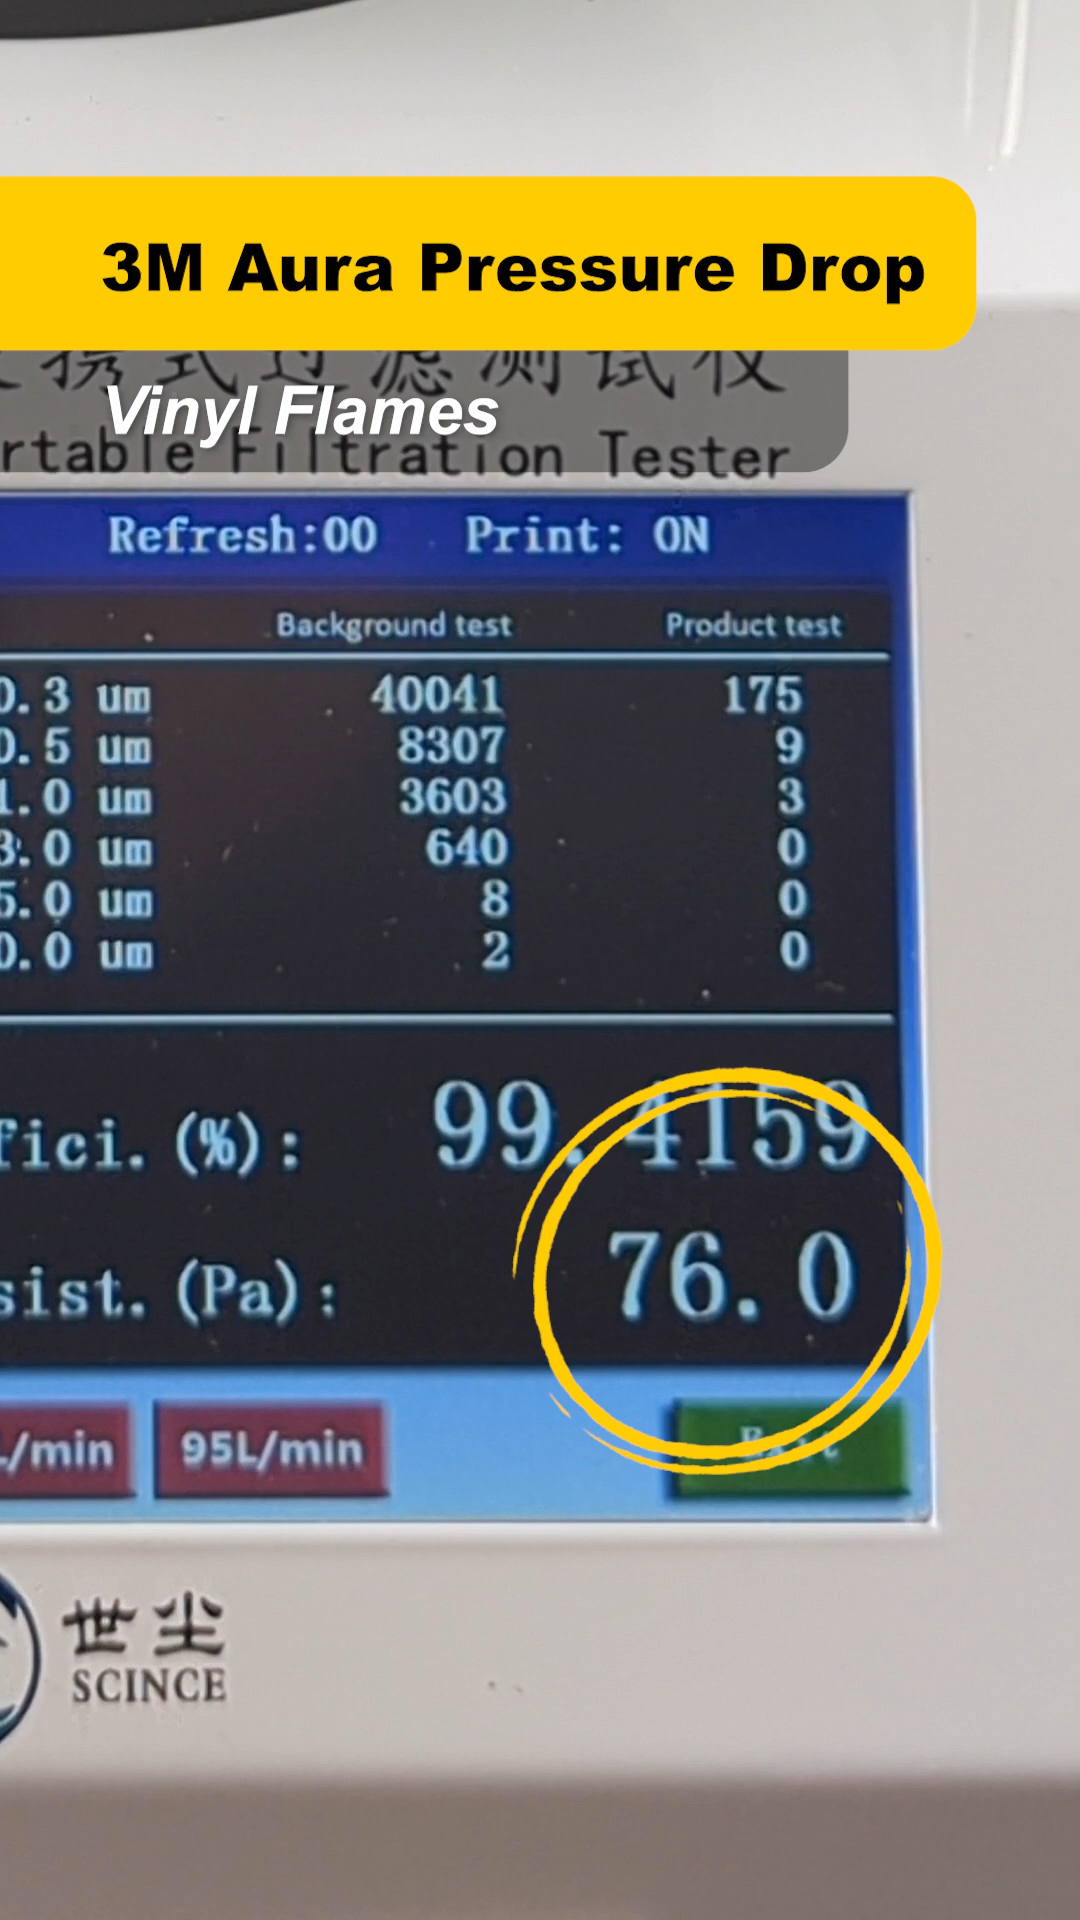 3M Aura Pressure Drop
携式过滤测试仪
Vinyl Flames
rtable Filtration Tester
Refresh:00 Print: ON
Background test Product test
0.3 um 40041 175
0.5 um 8307 9
1.0 um 3603 3
3.0 um 640 0
5.0 um 8 0
0.0 um 2 0
fici.(%): 99.4159
sist.(Pa): 76.0
L/min 95L/min Exit
世尘
SCINCE